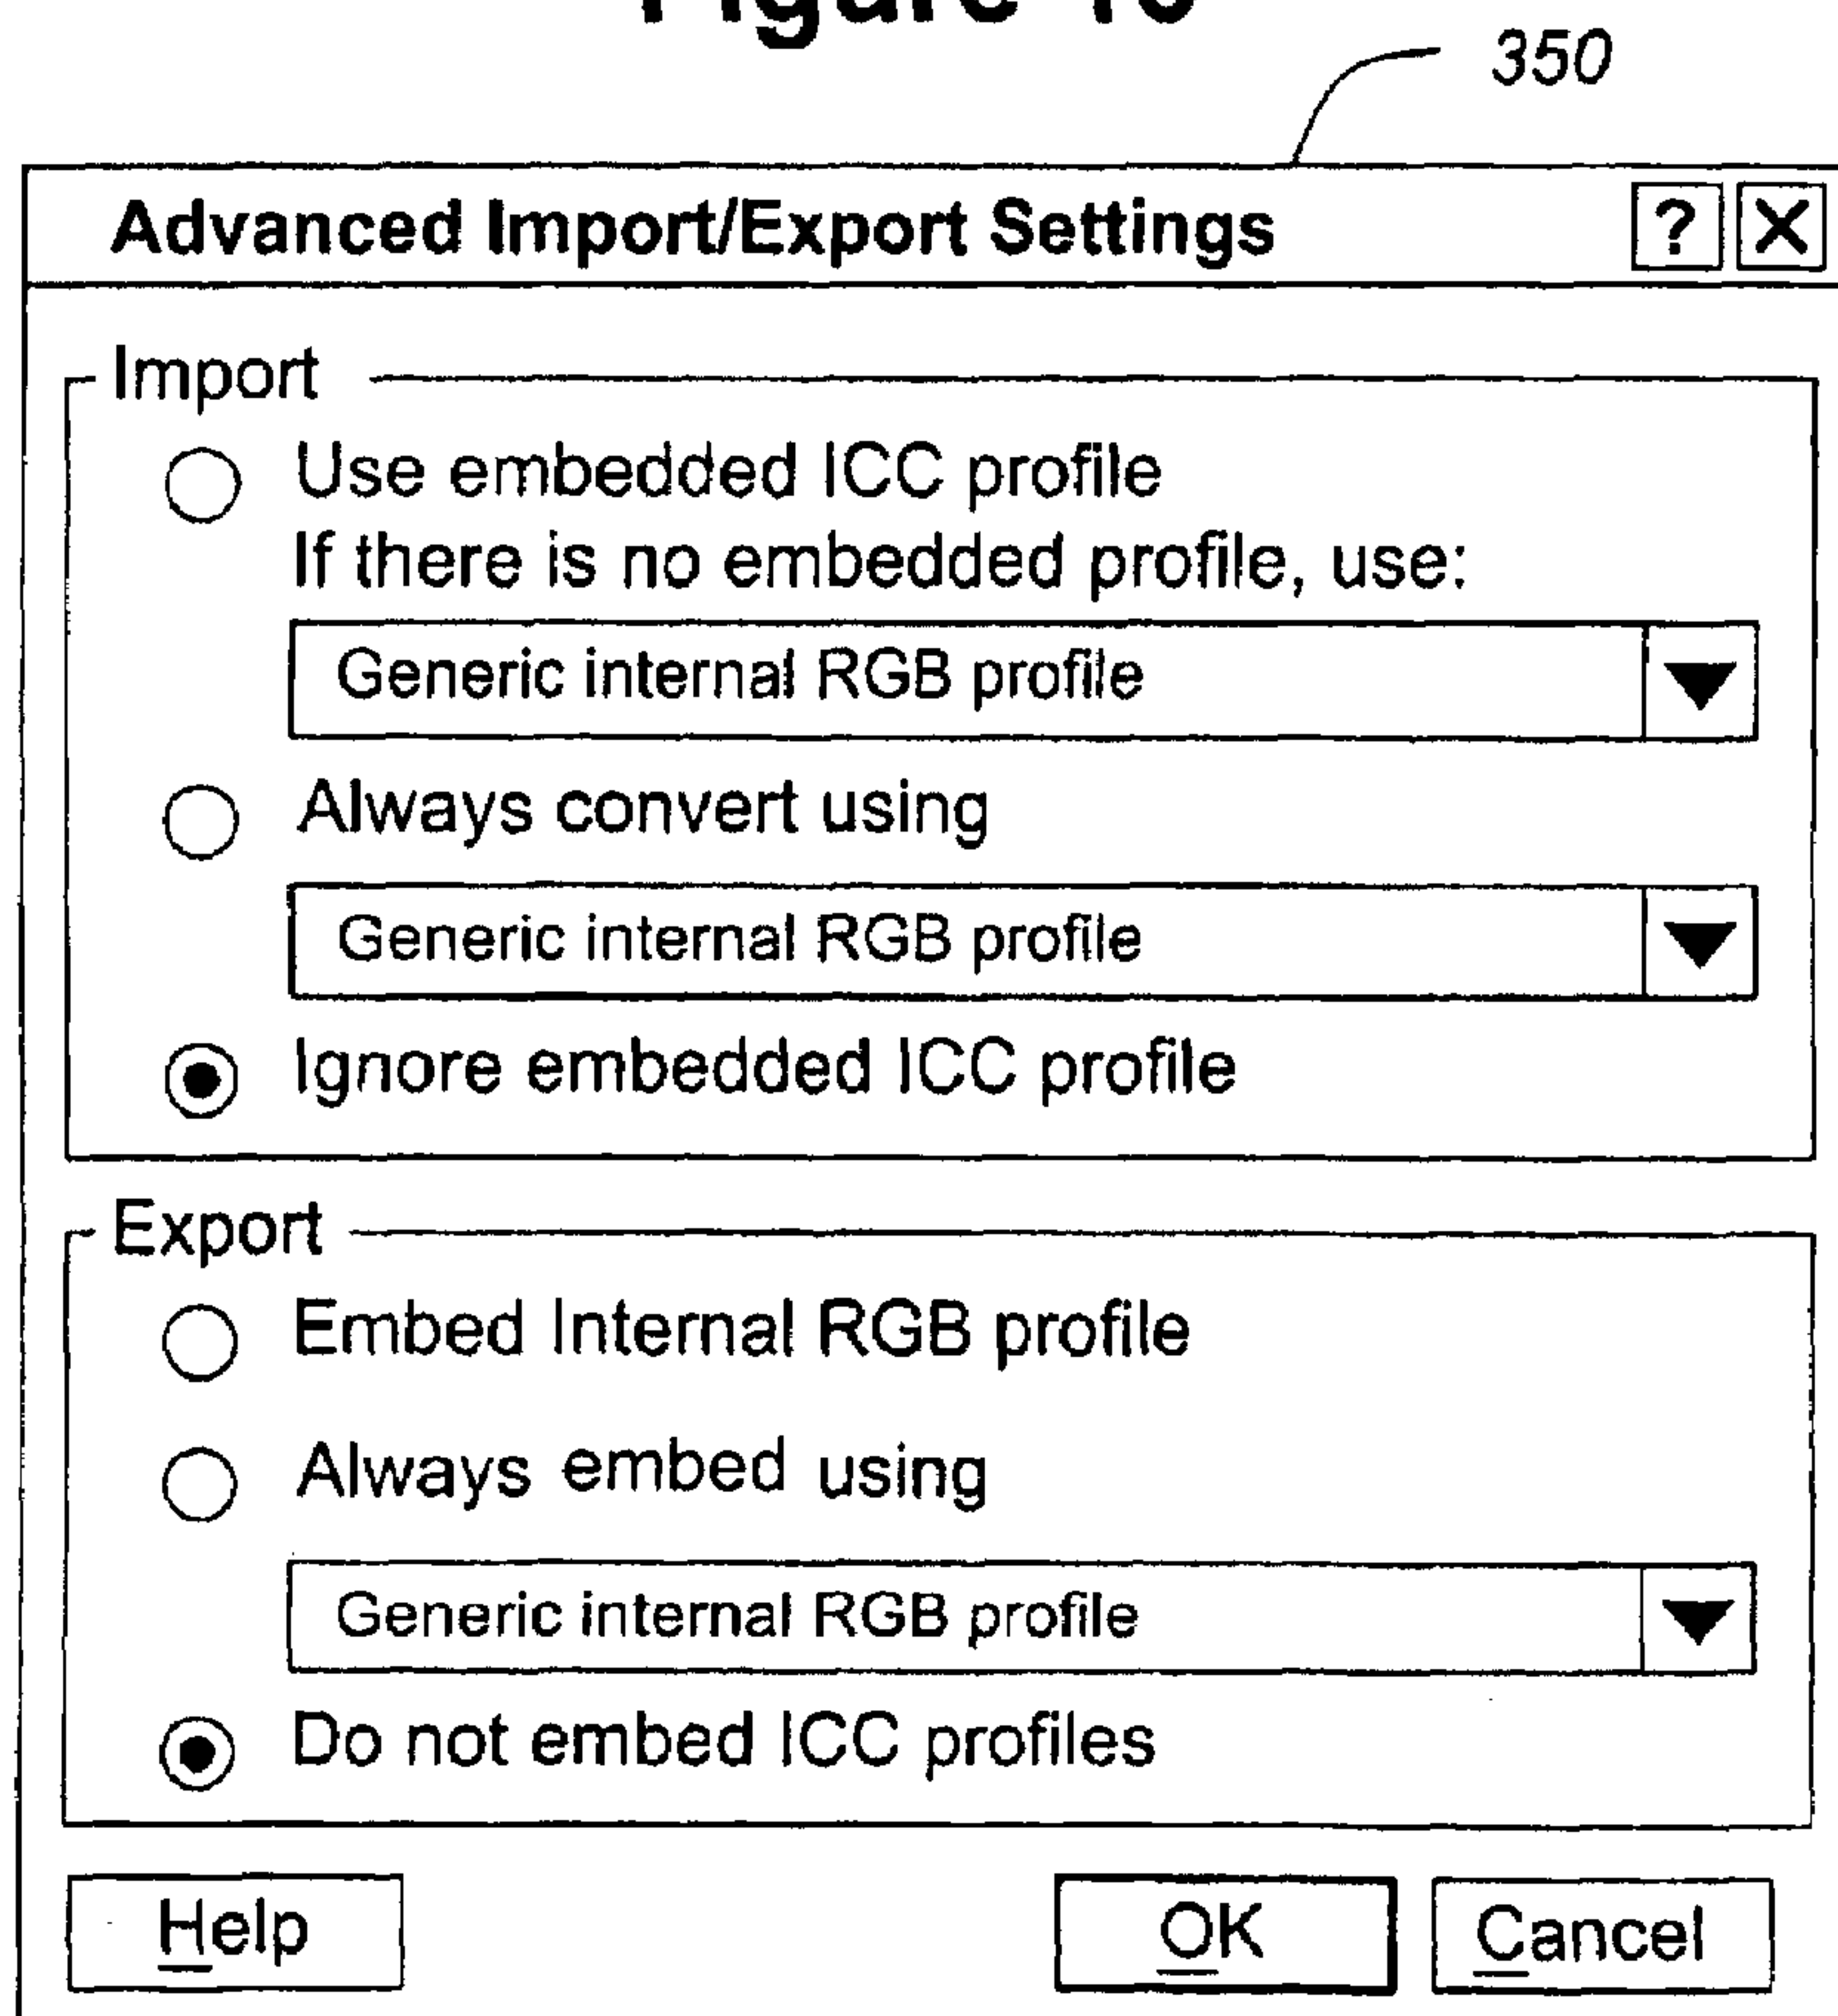 Figure
350
Advanced Import/Export Settings ? X
Import
Use embedded ICC profile
If there is no embedded profile, use:
Generic internal RGB profile
Always convert using
Generic internal RGB profile
Ignore embedded ICC profile
Export
Embed Internal RGB profile
Always embed using
Generic internal RGB profile
Do not embed ICC profiles
Help OK Cancel